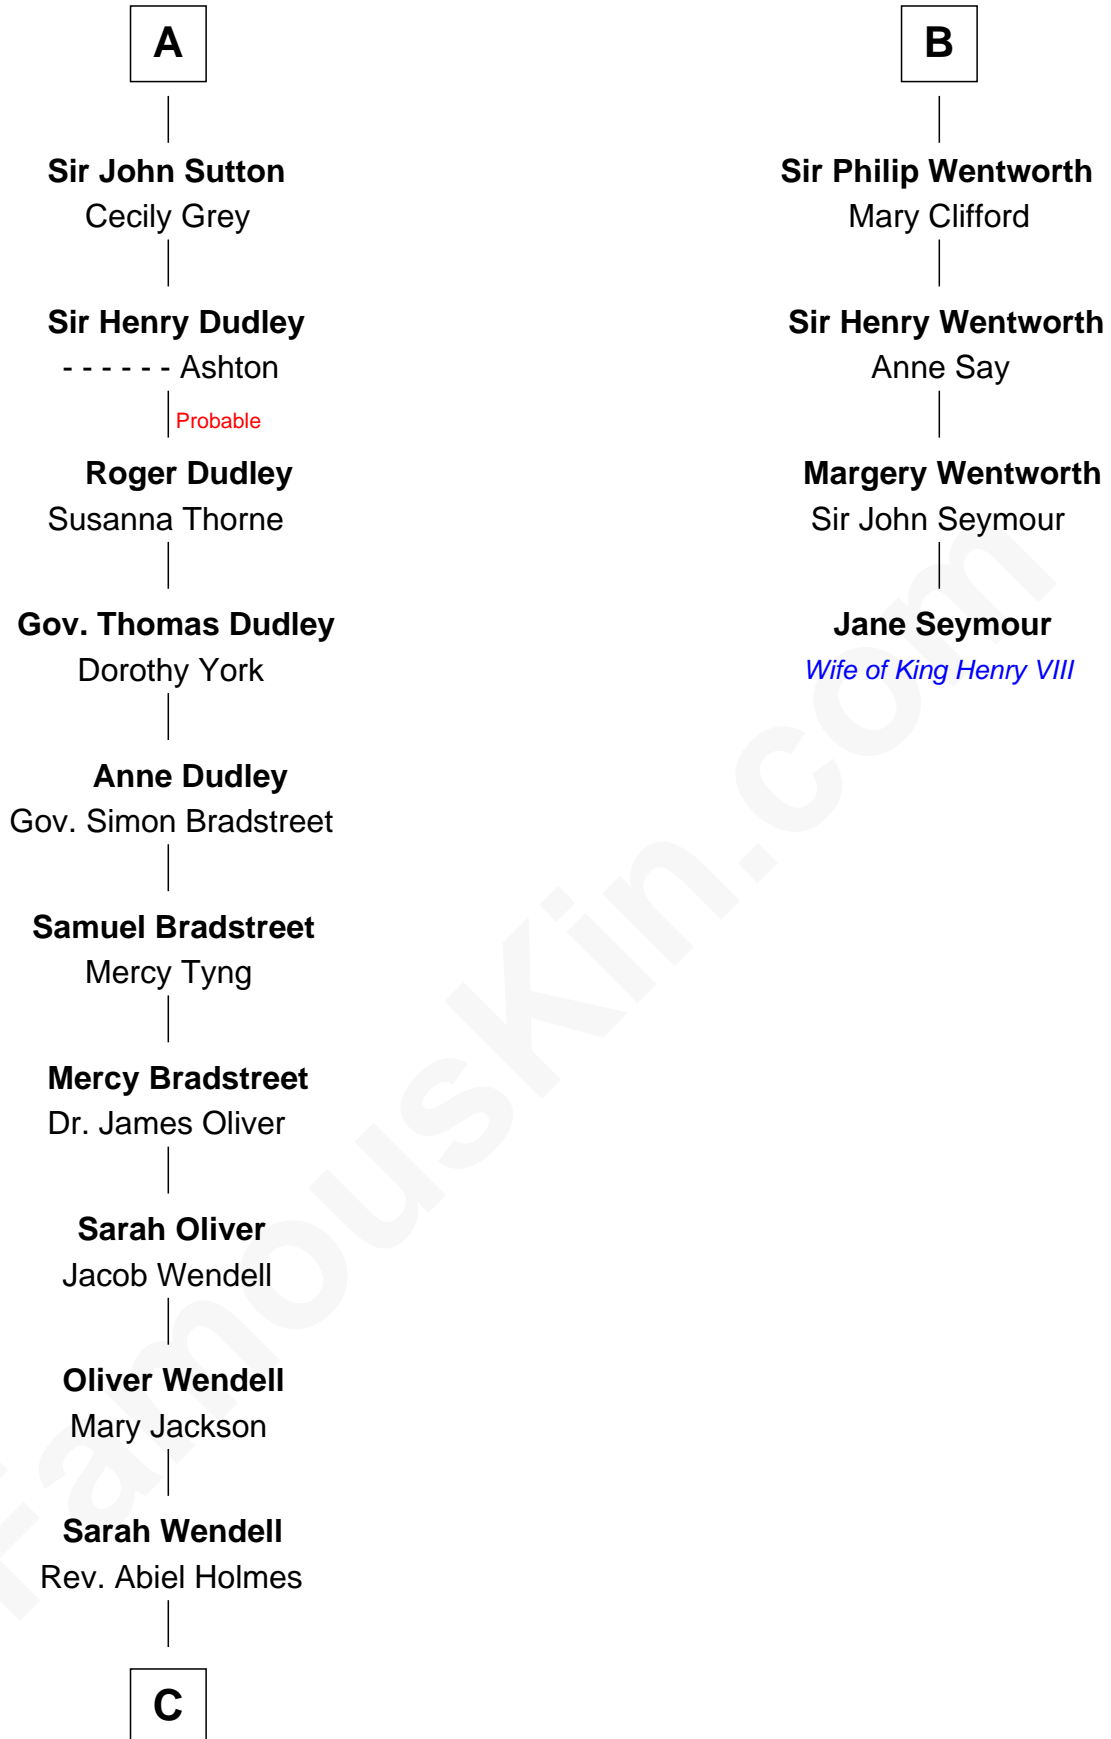 A
Sir John Sutton
Cecily Grey
Sir Henry Dudley
- - - - - - Ashton
Probable
Roger Dudley
Susanna Thorne
Gov. Thomas Dudley
Dorothy York
Anne Dudley
Gov. Simon Bradstreet
Samuel Bradstreet
Mercy Tyng
Mercy Bradstreet
Dr. James Oliver
Sarah Oliver
Jacob Wendell
Oliver Wendell
Mary Jackson
Sarah Wendell
Rev. Abiel Holmes
C
B
Sir Philip Wentworth
Mary Clifford
Sir Henry Wentworth
Anne Say
Margery Wentworth
Sir John Seymour
Jane Seymour
Wife of King Henry VIII
FamousKin.com